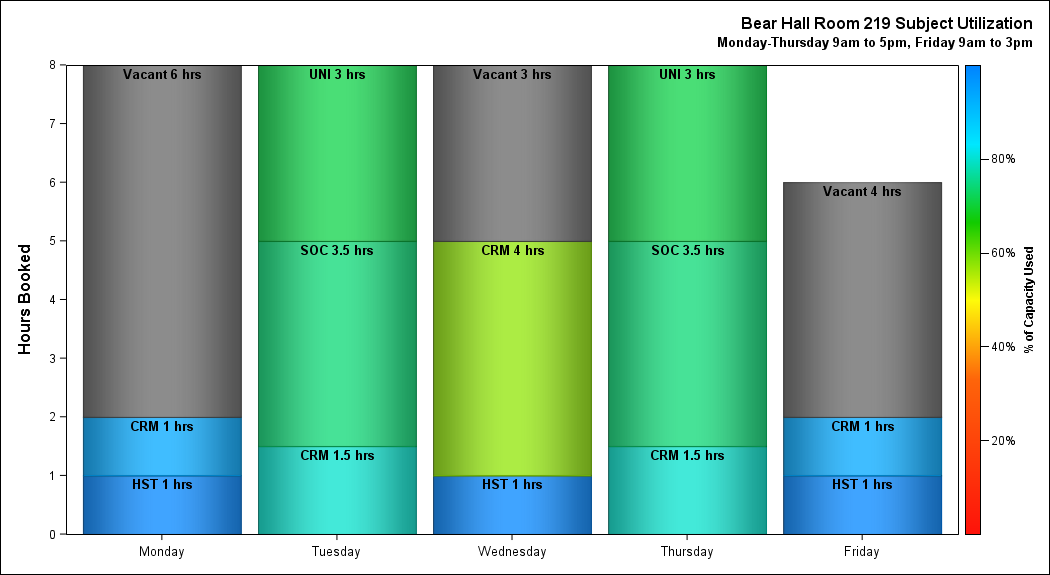 Bear Hall Room 219 Subject Utilization
Monday-Thursday 9am to 5pm, Friday 9am to 3pm
Hours Booked
8
7
6
5
4
3
2
1
0
Vacant 6 hrs
CRM 1 hrs
HST 1 hrs
UNI 3 hrs
SOC 3.5 hrs
CRM 1.5 hrs
Vacant 3 hrs
CRM 4 hrs
HST 1 hrs
UNI 3 hrs
SOC 3.5 hrs
CRM 1.5 hrs
Vacant 4 hrs
CRM 1 hrs
HST 1 hrs
Monday
Tuesday
Wednesday
Thursday
Friday
80%
60%
40%
20%
% of Capacity Used